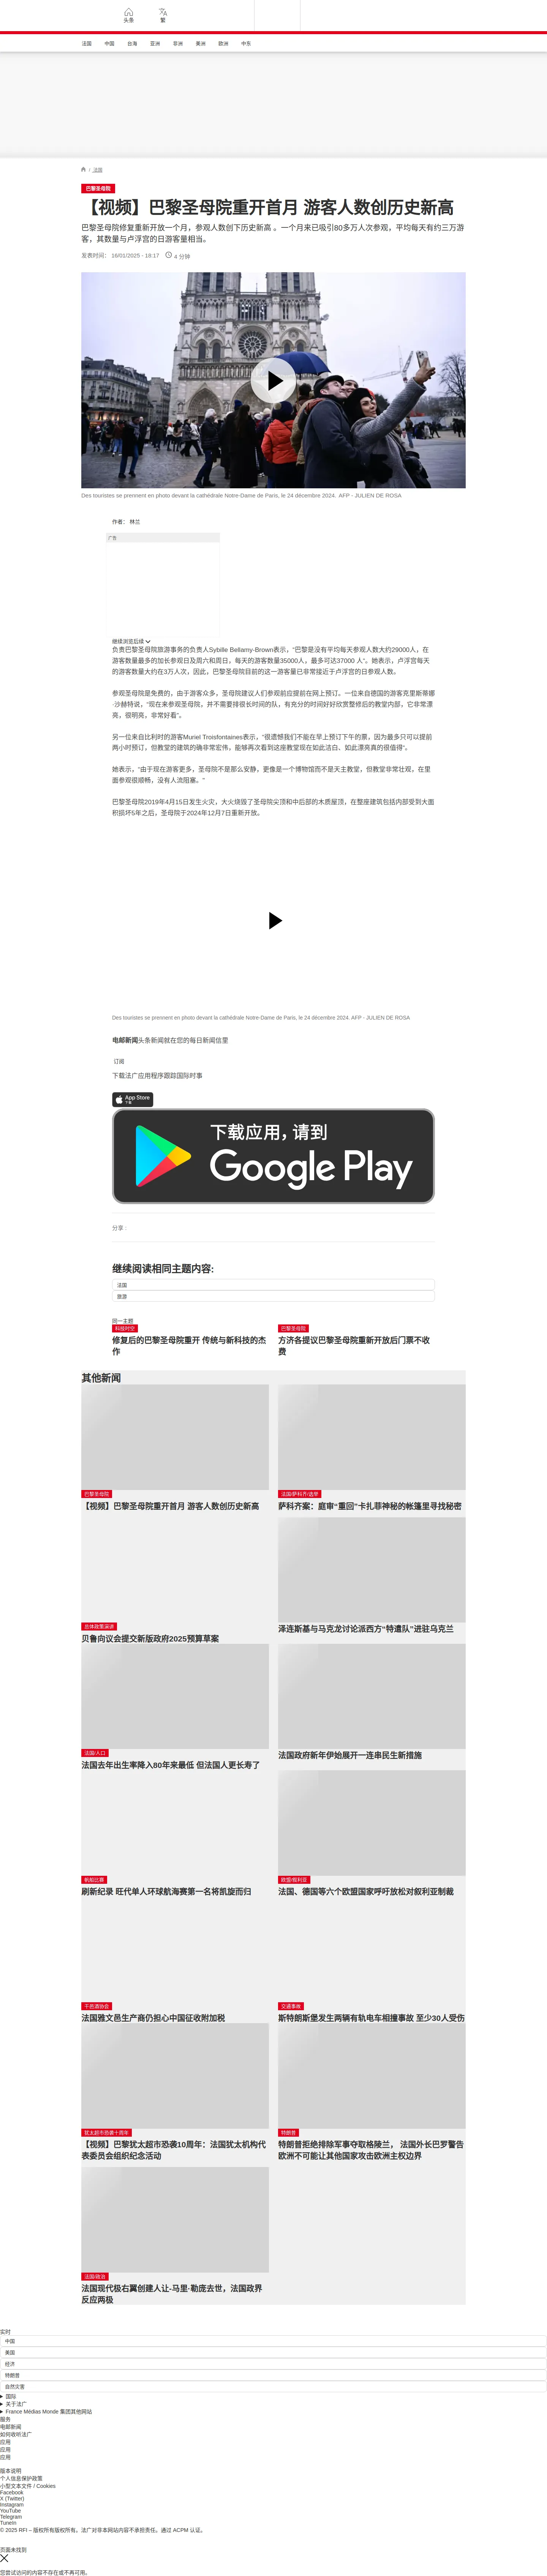 头条
繁
法国 中国 台海 亚洲 非洲 美洲 欧洲 中东
/ 法国
巴黎圣母院
【视频】巴黎圣母院重开首月 游客人数创历史新高
巴黎圣母院修复重新开放一个月，参观人数创下历史新高 。一个月来已吸引80多万人次参观，平均每天有约三万游
客，其数量与卢浮宫的日游客量相当。
发表时间： 16/01/2025 - 18:17 4 分钟
Des touristes se prennent en photo devant la cathédrale Notre-Dame de Paris, le 24 décembre 2024. AFP - JULIEN DE ROSA
作者： 林兰
广告
继续浏览后续
负责巴黎圣母院旅游事务的负责人Sybille Bellamy-Brown表示，“巴黎是没有平均每天参观人数大约29000人，在
游客数量最多的加长参观日及周六和周日，每天的游客数量35000人，最多可达37000 人”。她表示，卢浮宫每天
的游客数量大约在3万人次，因此，巴黎圣母院目前的这一游客量已非常接近于卢浮宫的日参观人数。
参观圣母院是免费的，由于游客众多，圣母院建议人们参观前应提前在网上预订，一位来自德国的游客克里斯蒂娜
·沙赫特说，“现在来参观圣母院，并不需要排很长时间的队，有充分的时间好好欣赏整修后的教堂内部，它非常漂
亮，很明亮，非常好看”。
另一位来自比利时的游客Muriel Troisfontaines表示，“很遗憾我们不能在早上预订下午的票，因为最多只可以提前
两小时预订，但教堂的建筑的确非常宏伟，能够再次看到这座教堂现在如此洁白、如此漂亮真的很值得”。
她表示，“由于现在游客更多，圣母院不是那么安静，更像是一个博物馆而不是天主教堂，但教堂非常壮观，在里
面参观很顺畅，没有人流阻塞。”
巴黎圣母院2019年4月15日发生火灾，大火烧毁了圣母院尖顶和中后部的木质屋顶，在整座建筑包括内部受到大面
积损坏5年之后，圣母院于2024年12月7日重新开放。
Des touristes se prennent en photo devant la cathédrale Notre-Dame de Paris, le 24 décembre 2024. AFP - JULIEN DE ROSA
电邮新闻头条新闻就在您的每日新闻信里
订阅
下载法广应用程序跟踪国际时事
App Store
下载
下载应用，请到
Google Play
分享 :
继续阅读相同主题内容:
法国
旅游
同一主题
科技时空
修复后的巴黎圣母院重开 传统与新科技的杰
作
巴黎圣母院
方济各提议巴黎圣母院重新开放后门票不收
费
其他新闻
巴黎圣母院
【视频】巴黎圣母院重开首月 游客人数创历史新高
法国/萨科齐/选举
萨科齐案：庭审“重回”卡扎菲神秘的帐篷里寻找秘密
总体政策演讲
贝鲁向议会提交新版政府2025预算草案
泽连斯基与马克龙讨论派西方“特遣队”进驻乌克兰
法国/人口
法国去年出生率降入80年来最低 但法国人更长寿了
法国政府新年伊始展开一连串民生新措施
帆船比赛
刷新纪录 旺代单人环球航海赛第一名将凯旋而归
欧盟/叙利亚
法国、德国等六个欧盟国家呼吁放松对叙利亚制裁
干邑酒协会
法国雅文邑生产商仍担心中国征收附加税
交通事故
斯特朗斯堡发生两辆有轨电车相撞事故 至少30人受伤
犹太超市恐袭十周年
【视频】巴黎犹太超市恐袭10周年：法国犹太机构代
表委员会组织纪念活动
特朗普
特朗普拒绝排除军事夺取格陵兰， 法国外长巴罗警告
欧洲不可能让其他国家攻击欧洲主权边界
法国/政治
法国现代极右翼创建人让-马里·勒庞去世，法国政界
反应两极
实时
中国
美国
经济
特朗普
自然灾害
国际
关于法广
France Médias Monde 集团其他网站
服务
电邮新闻
如何收听法广
应用
应用
应用
版本说明
个人信息保护政策
小型文本文件 / Cookies
Facebook
X (Twitter)
Instagram
YouTube
Telegram
TuneIn
© 2025 RFI – 版权所有版权所有。法广对非本网站内容不承担责任。通过 ACPM 认证。
页面未找到
您尝试访问的内容不存在或不再可用。